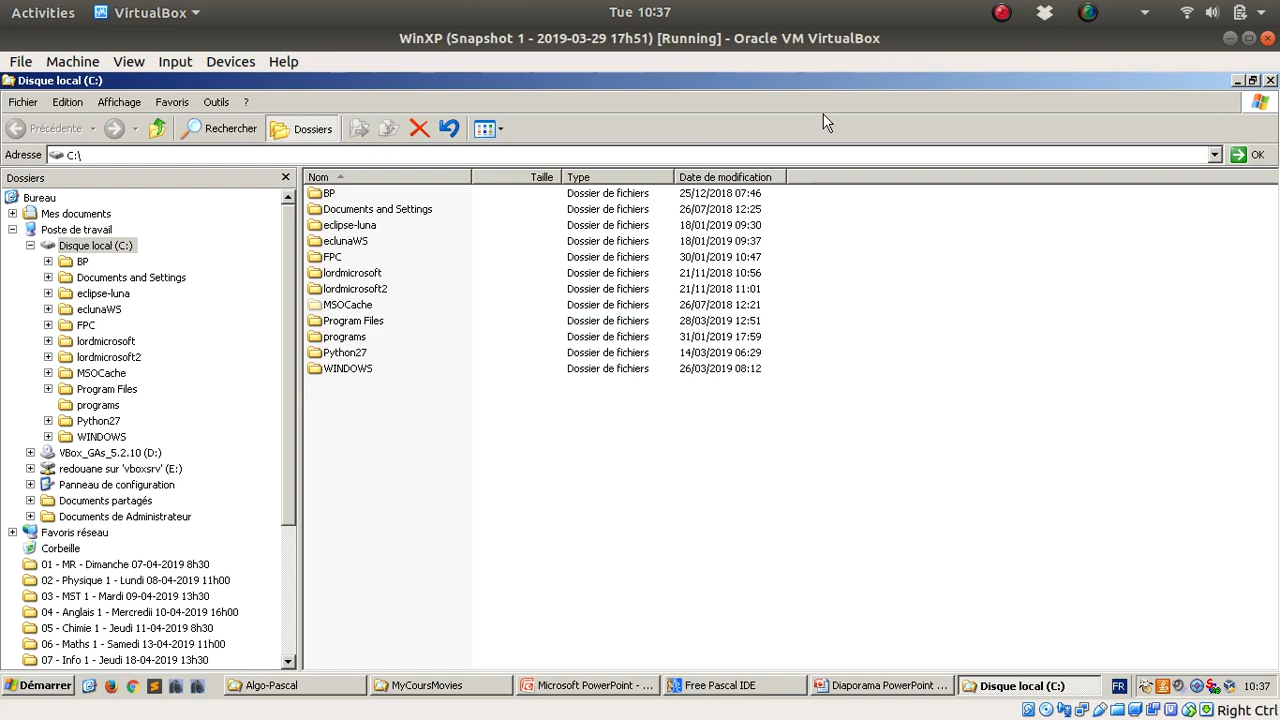 Activities VirtualBox Tue 10:37
WinXP (Snapshot 1 - 2019-03-29 17h51) [Running] - Oracle VM VirtualBox
File Machine View Input Devices Help
Disque local (C:)
Fichier Edition Affichage Favoris Outils ?
Précédente Rechercher Dossiers
Adresse C:\ OK
Dossiers
Bureau
Mes documents
Poste de travail
Disque local (C:)
BP
Documents and Settings
eclipse-luna
eclunaWS
FPC
lordmicrosoft
lordmicrosoft2
MSOCache
Program Files
programs
Python27
WINDOWS
VBox_GAs_5.2.10 (D:)
redouane sur 'vboxsrv' (E:)
Panneau de configuration
Documents partagés
Documents de Administrateur
Favoris réseau
Corbeille
01 - MR - Dimanche 07-04-2019 8h30
02 - Physique 1 - Lundi 08-04-2019 11h00
03 - MST 1 - Mardi 09-04-2019 13h30
04 - Anglais 1 - Mercredii 10-04-2019 16h00
05 - Chimie 1 - Jeudi 11-04-2019 8h30
06 - Maths 1 - Samedi 13-04-2019 11h00
07 - Info 1 - Jeudi 18-04-2019 13h30
Nom Taille Type Date de modification
BP Dossier de fichiers 25/12/2018 07:46
Documents and Settings Dossier de fichiers 26/07/2018 12:25
eclipse-luna Dossier de fichiers 18/01/2019 09:30
eclunaWS Dossier de fichiers 18/01/2019 09:37
FPC Dossier de fichiers 30/01/2019 10:47
lordmicrosoft Dossier de fichiers 21/11/2018 10:56
lordmicrosoft2 Dossier de fichiers 21/11/2018 11:01
MSOCache Dossier de fichiers 26/07/2018 12:21
Program Files Dossier de fichiers 28/03/2019 12:51
programs Dossier de fichiers 31/01/2019 17:59
Python27 Dossier de fichiers 14/03/2019 06:29
WINDOWS Dossier de fichiers 26/03/2019 08:12
Démarrer Algo-Pascal MyCoursMovies Microsoft PowerPoint - ... Free Pascal IDE Diaporama PowerPoint ... Disque local (C:) FR 10:37
Right Ctrl